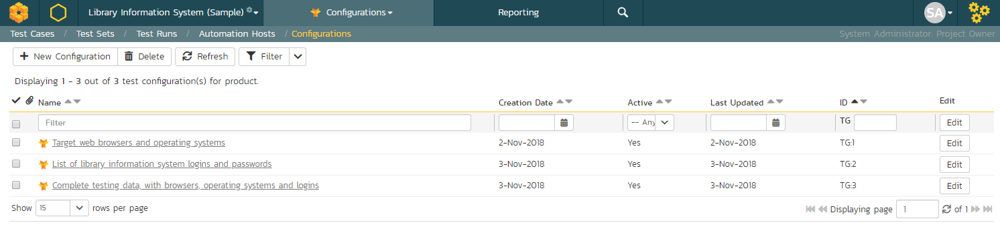 Library Information System (Sample) Configurations Reporting SA
Test Cases / Test Sets / Test Runs / Automation Hosts / Configurations System Administrator: Project Owner
New Configuration Delete Refresh Filter
Displaying 1 - 3 out of 3 test configuration(s) for product.
Name Creation Date Active Last Updated ID Edit
Filter -- Any TG Edit
Target web browsers and operating systems 2-Nov-2018 Yes 2-Nov-2018 TG:1 Edit
List of library information system logins and passwords 3-Nov-2018 Yes 3-Nov-2018 TG:2 Edit
Complete testing data, with browsers, operating systems and logins 3-Nov-2018 Yes 3-Nov-2018 TG:3 Edit
Show 15 rows per page Displaying page 1 of 1